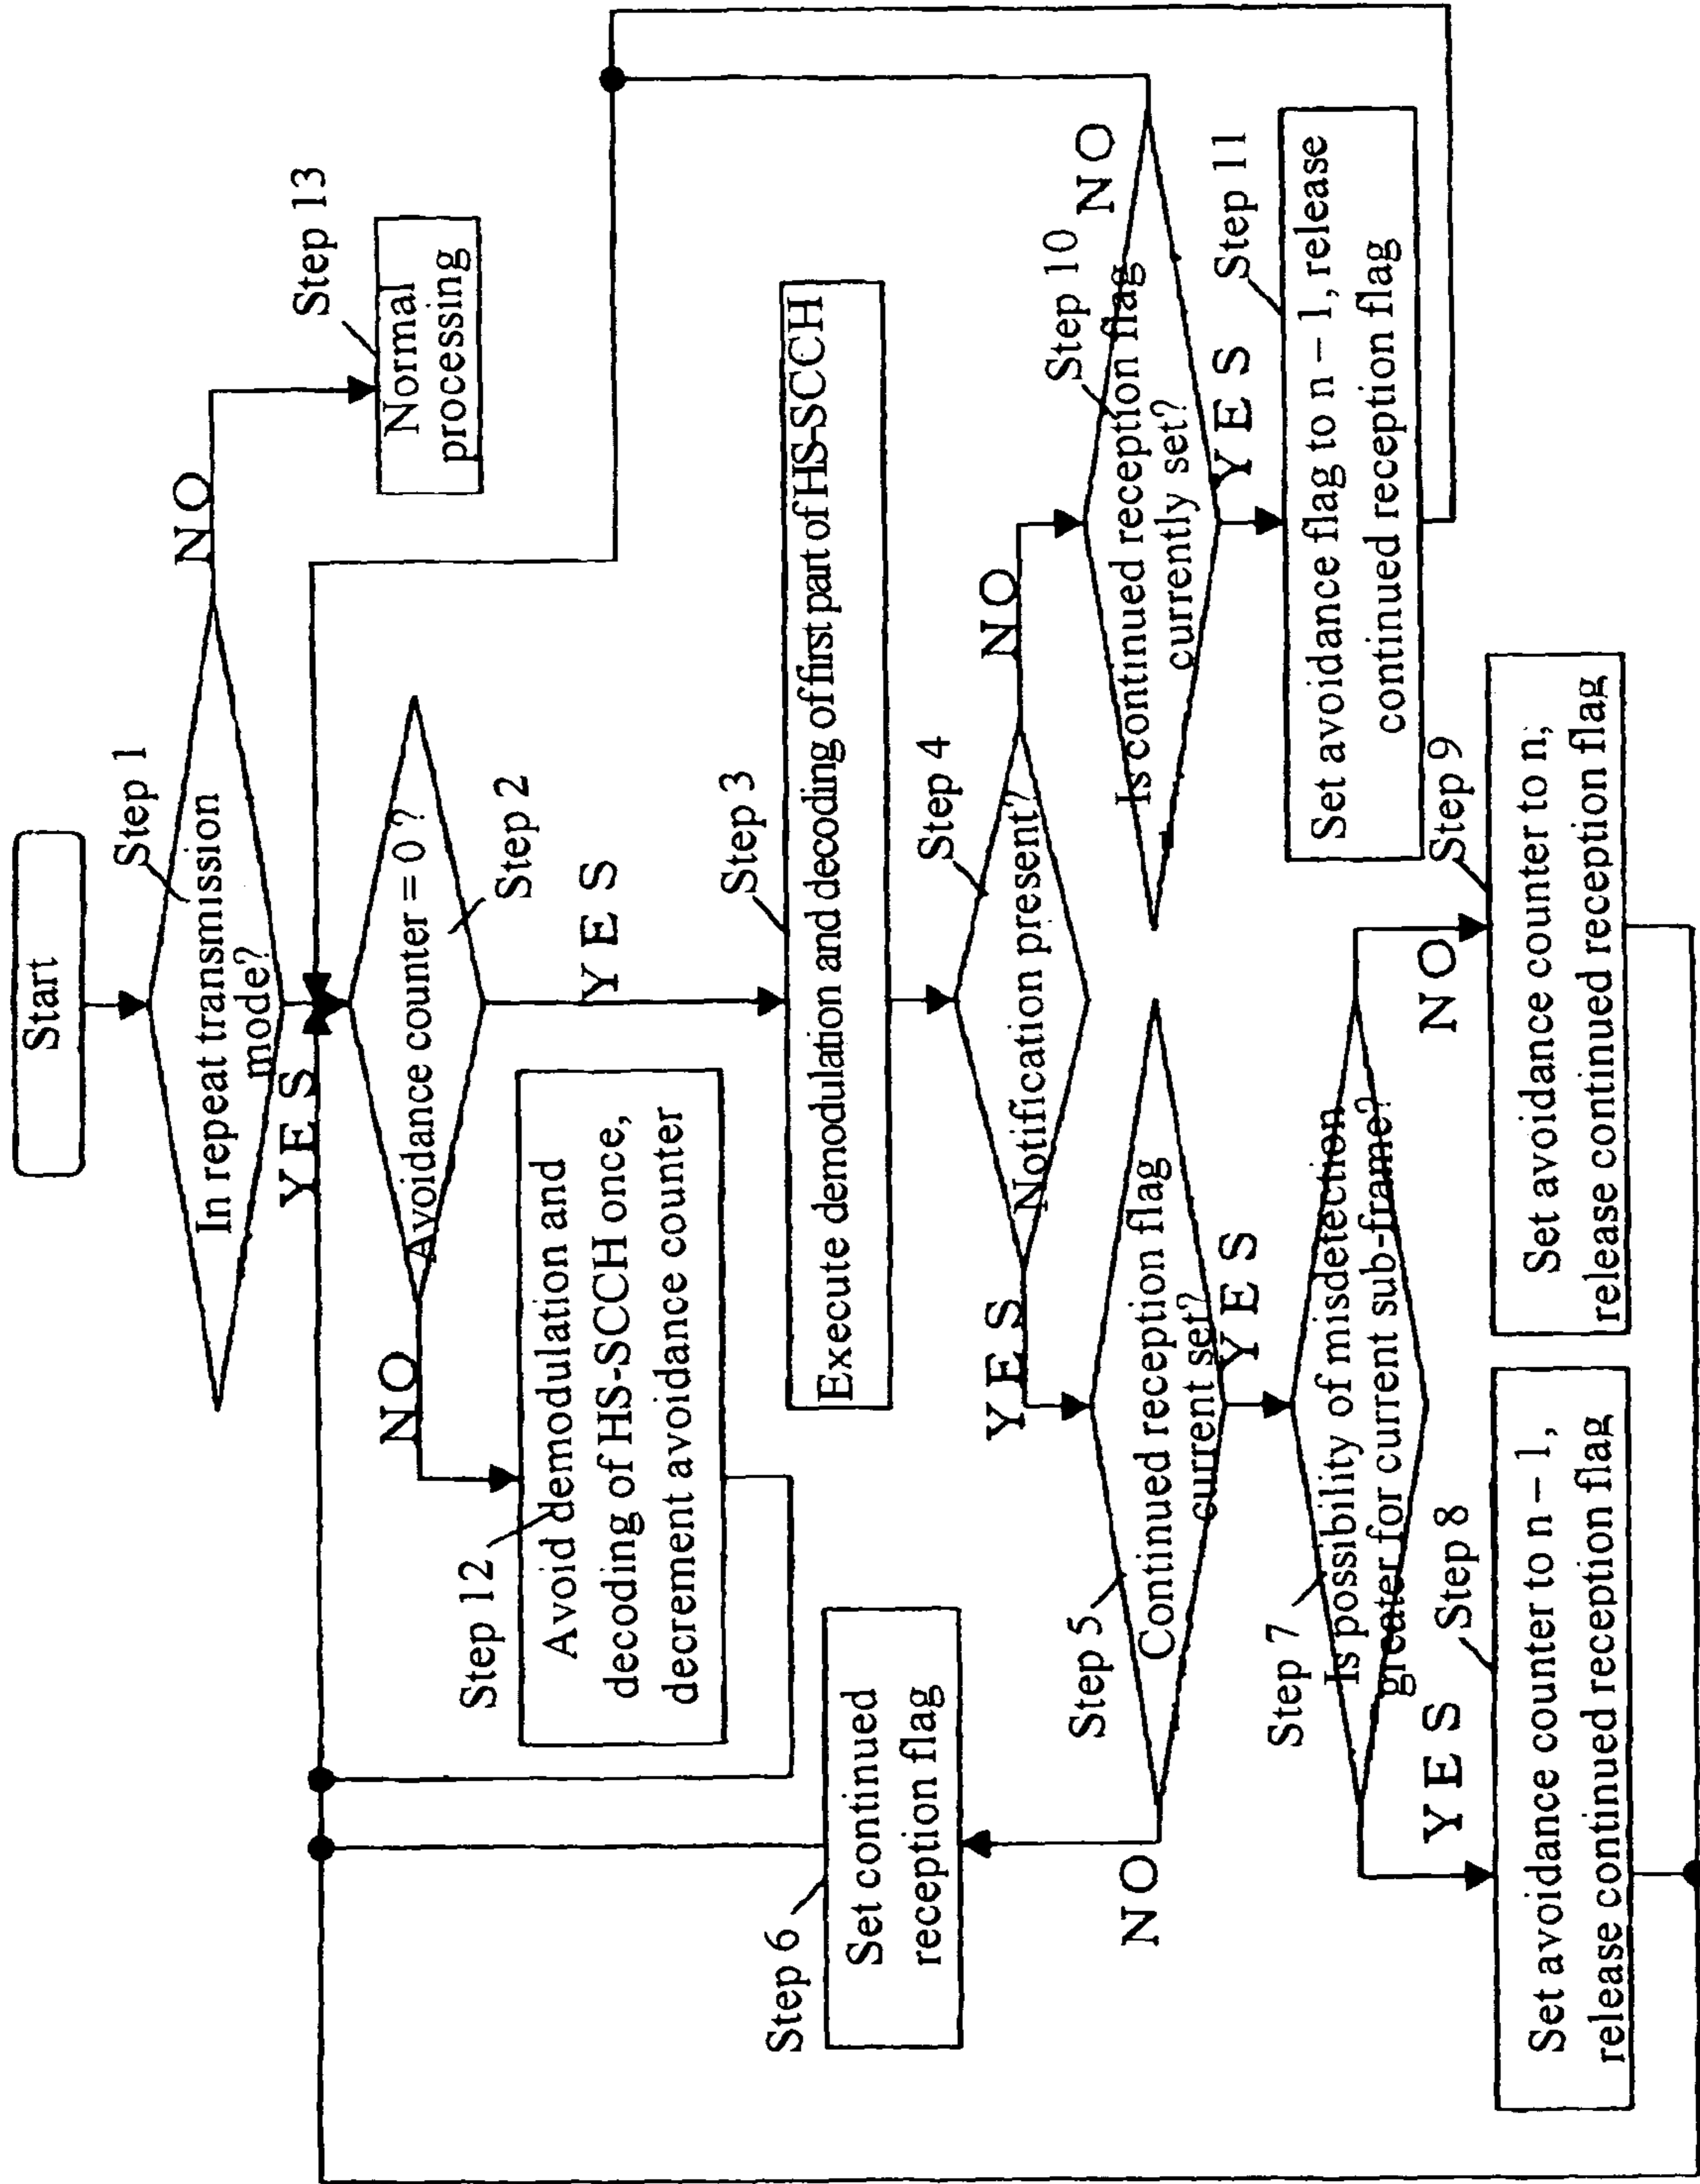 Start
Step 1
In repeat transmission
mode?
NO
YES
Step 13
Normal
processing
Avoidance counter = 0 ?
Step 2
NO
YES
Step 12
Avoid demodulation and
decoding of HS-SCCH once,
decrement avoidance counter
Step 3
Execute demodulation and decoding of first part of HS-SCCH
Step 4
Notification present?
YES
NO
Step 6
Set continued
reception flag
Step 5
Continued reception flag
current set?
NO
YES
Step 10
Is continued reception flag
currently set?
NO
YES
Step 11
Set avoidance flag to n – 1, release
continued reception flag
Step 7
Is possibility of misdetection
greater for current sub-frame?
YES
NO
Step 8
Set avoidance counter to n – 1,
release continued reception flag
Step 9
Set avoidance counter to n,
release continued reception flag